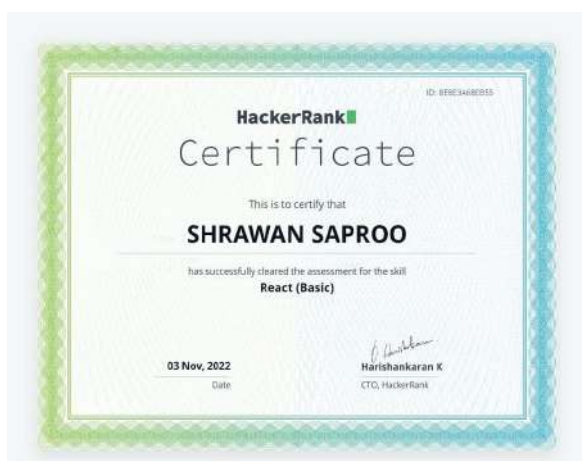 HackerRank
Certificate
This is to certify that
SHRAWAN SAPROO
has successfully cleared the assessment for the skill
React (Basic)
03 Nov, 2022
Date
Harishankaran K
CTO, HackerRank